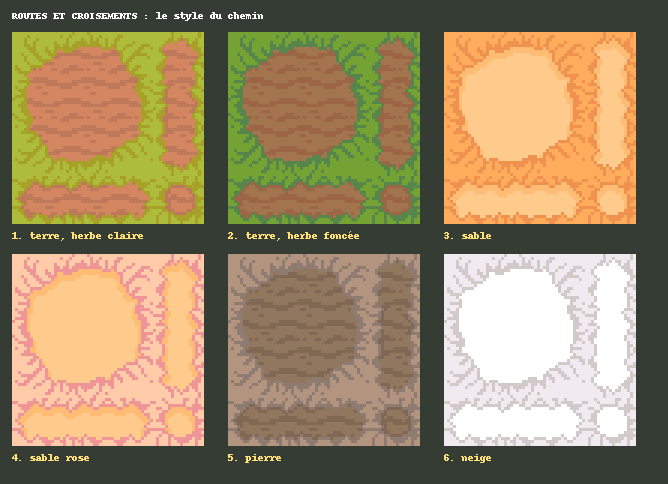 ROUTES ET CROISEMENTS : le style du chemin
1. terre, herbe claire
2. terre, herbe foncée
3. sable
4. sable rose
5. pierre
6. neige